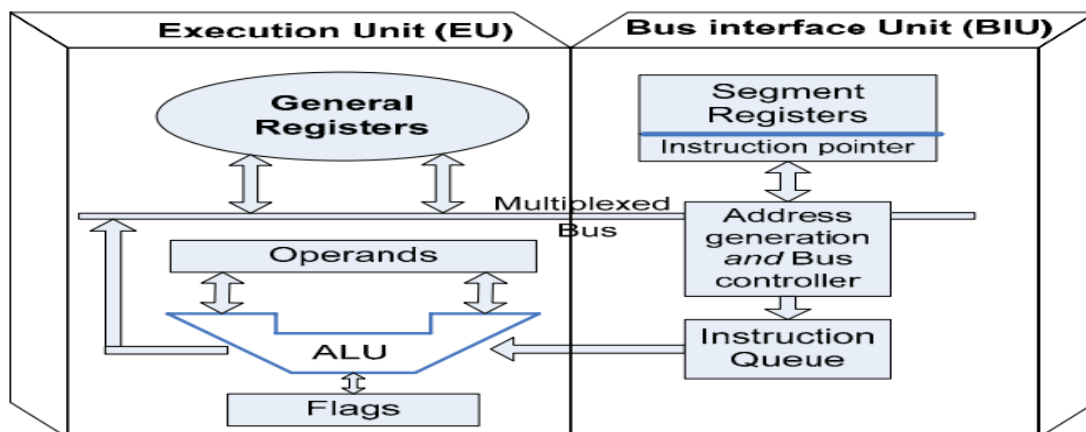 Execution Unit (EU)
Bus interface Unit (BIU)
General
Registers
Segment
Registers
Instruction pointer
Multiplexed
Bus
Address
generation
and Bus
controller
Operands
ALU
Instruction
Queue
Flags